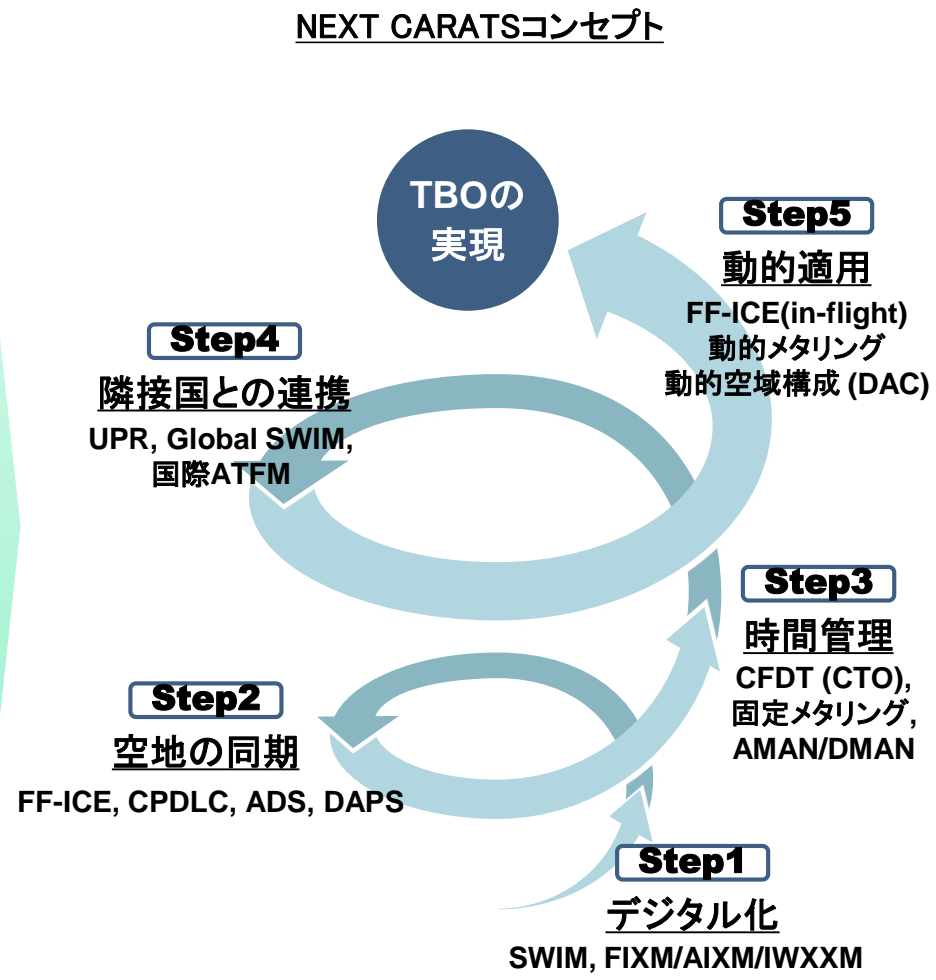 NEXT CARATSコンセプト
TBOの
実現
Step5
動的適用
FF-ICE(in-flight)
動的メタリング
動的空域構成 (DAC)
Step4
隣接国との連携
UPR, Global SWIM,
国際ATFM
Step3
時間管理
CFDT (CTO),
固定メタリング,
AMAN/DMAN
Step2
空地の同期
FF-ICE, CPDLC, ADS, DAPS
Step1
デジタル化
SWIM, FIXM/AIXM/IWXXM